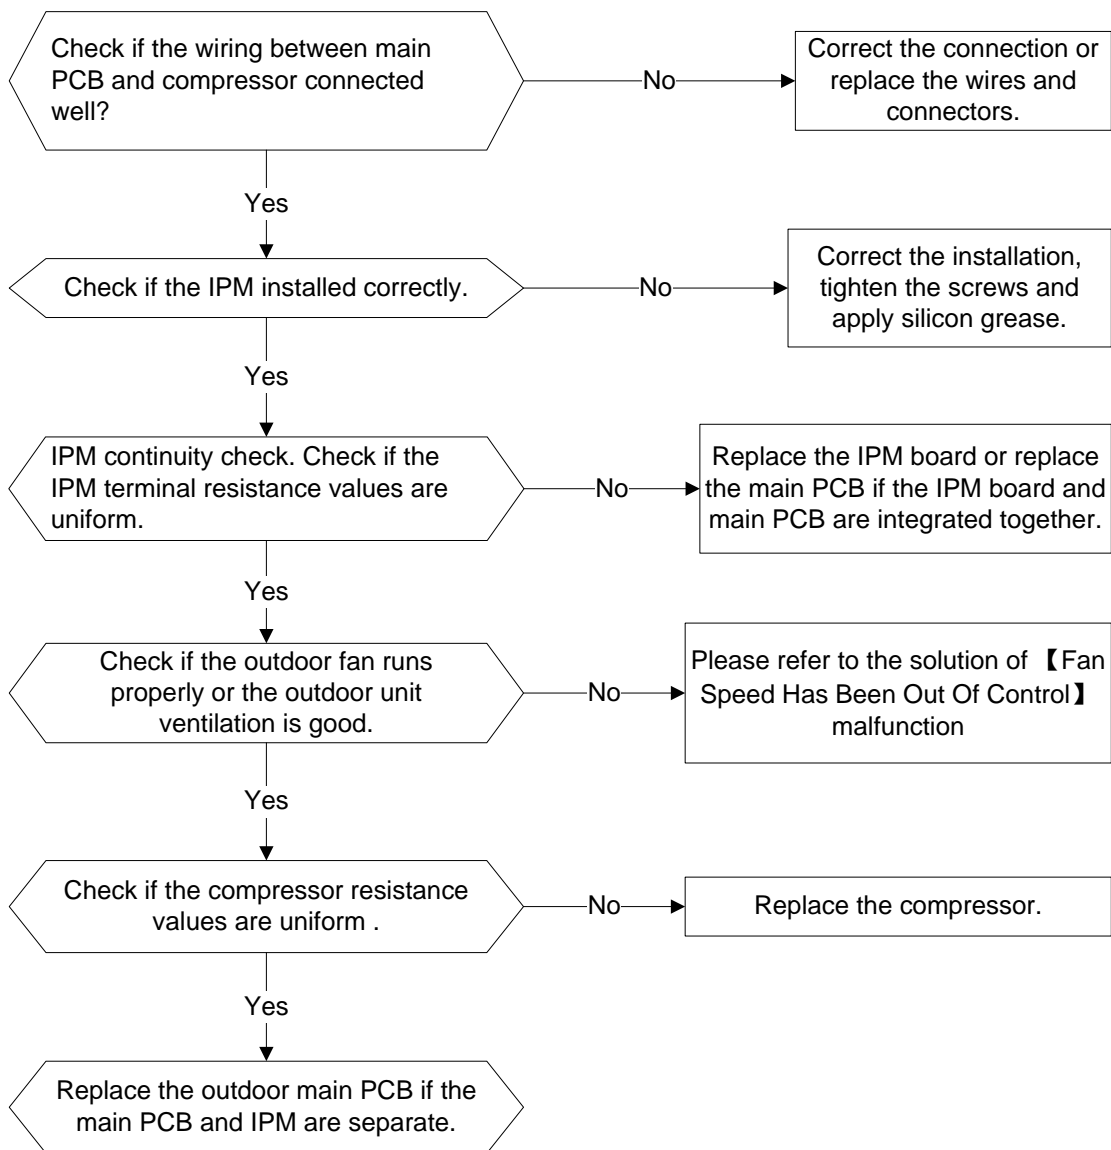 Check if the wiring between main
PCB and compressor connected
well?
No
Correct the connection or
replace the wires and
connectors.
Yes
Check if the IPM installed correctly.
No
Correct the installation,
tighten the screws and
apply silicon grease.
Yes
IPM continuity check. Check if the
IPM terminal resistance values are
uniform.
No
Replace the IPM board or replace
the main PCB if the IPM board and
main PCB are integrated together.
Yes
Check if the outdoor fan runs
properly or the outdoor unit
ventilation is good.
No
Please refer to the solution of 【Fan
Speed Has Been Out Of Control】
malfunction
Yes
Check if the compressor resistance
values are uniform .
No
Replace the compressor.
Yes
Replace the outdoor main PCB if the
main PCB and IPM are separate.